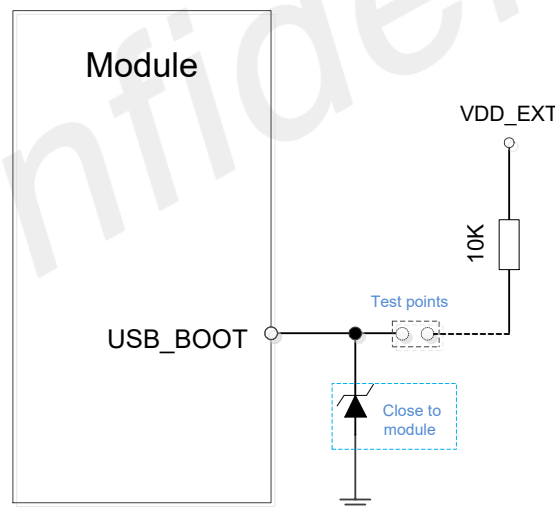 Module
VDD_EXT
10K
Test points
USB_BOOT
Close to
module